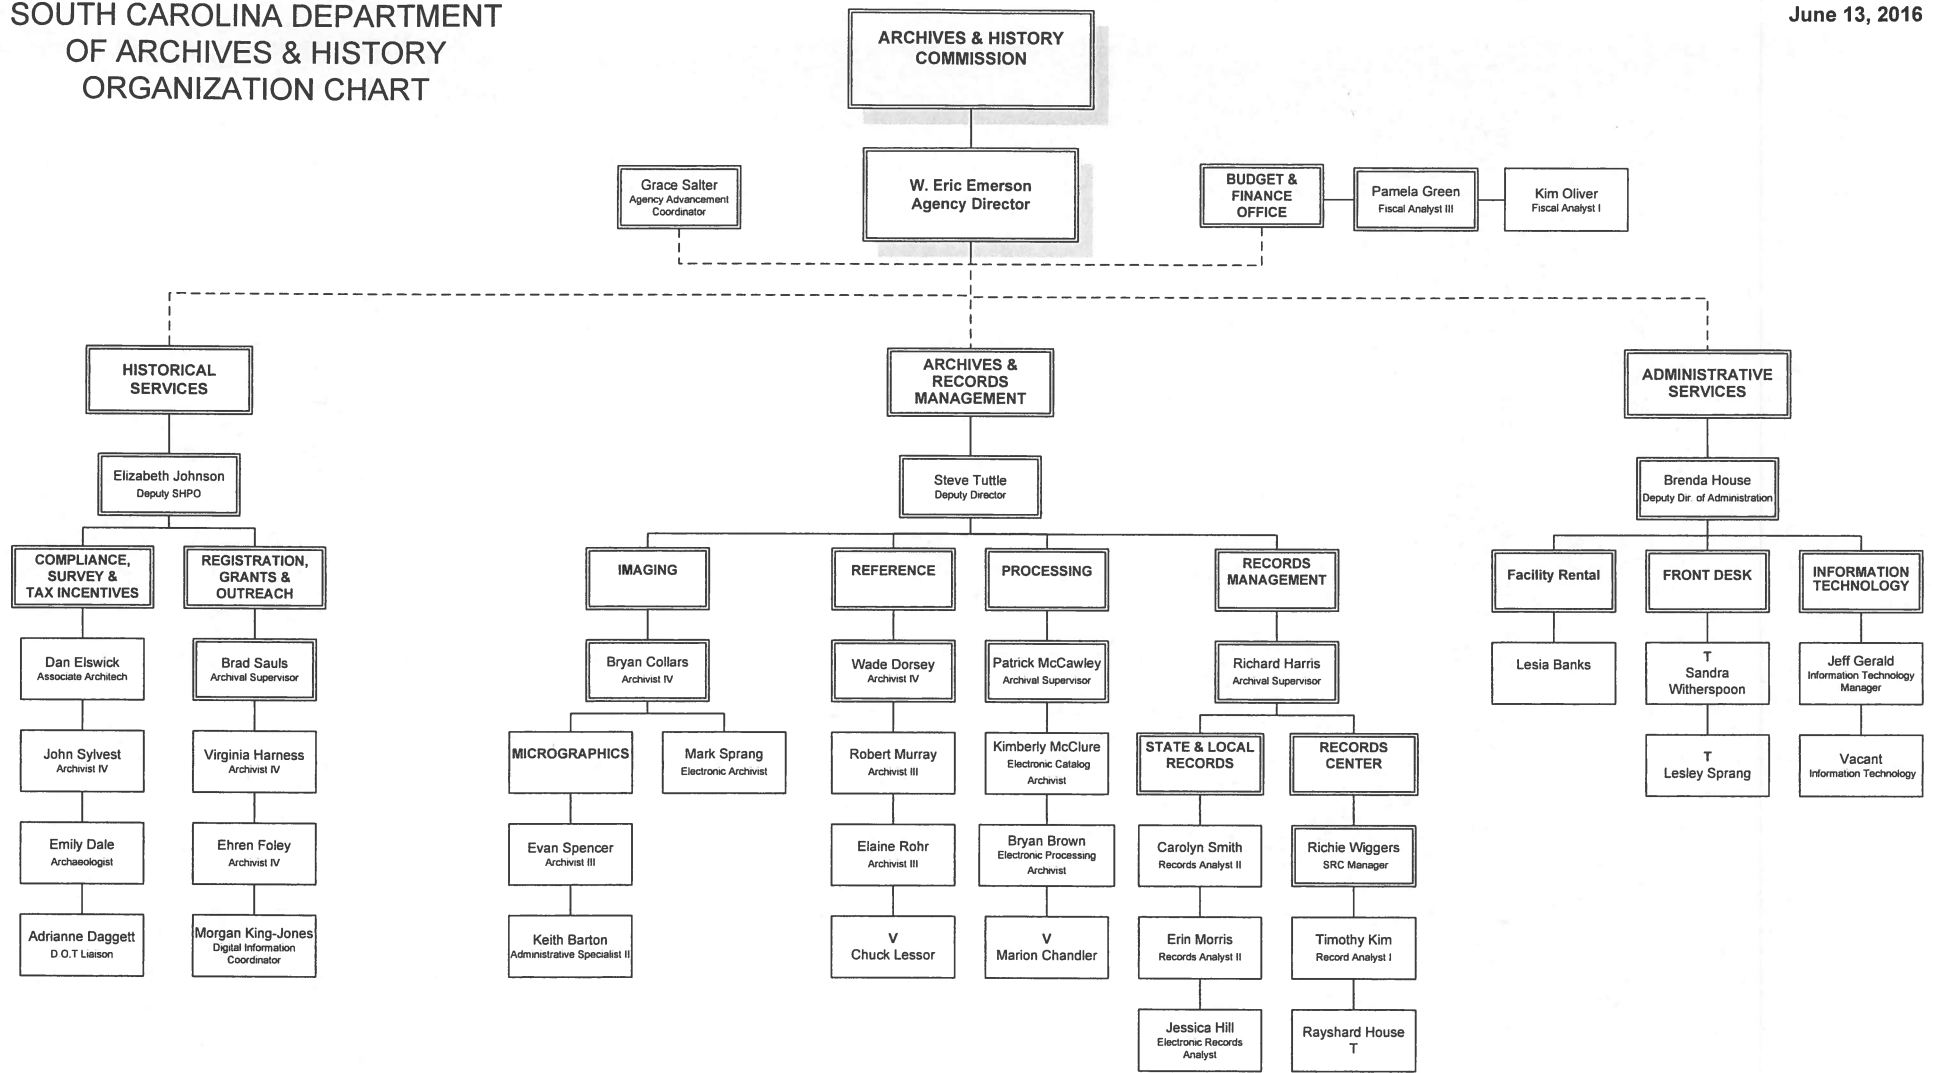 SOUTH CAROLINA DEPARTMENT
OF ARCHIVES & HISTORY
ORGANIZATION CHART
June 13, 2016
ARCHIVES & HISTORY
COMMISSION
Grace Salter
Agency Advancement
Coordinator
W. Eric Emerson
Agency Director
BUDGET &
FINANCE
OFFICE
Pamela Green
Fiscal Analyst III
Kim Oliver
Fiscal Analyst I
HISTORICAL
SERVICES
ARCHIVES &
RECORDS
MANAGEMENT
ADMINISTRATIVE
SERVICES
Elizabeth Johnson
Deputy SHPO
Steve Tuttle
Deputy Director
Brenda House
Deputy Dir. of Administration
COMPLIANCE,
SURVEY &
TAX INCENTIVES
REGISTRATION,
GRANTS &
OUTREACH
IMAGING
REFERENCE
PROCESSING
RECORDS
MANAGEMENT
Facility Rental
FRONT DESK
INFORMATION
TECHNOLOGY
Dan Elswick
Associate Architech
Brad Sauls
Archival Supervisor
Bryan Collars
Archivist IV
Wade Dorsey
Archivist IV
Patrick McCawley
Archival Supervisor
Richard Harris
Archival Supervisor
Lesia Banks
T
Sandra
Witherspoon
Jeff Gerald
Information Technology
Manager
John Sylvest
Archivist IV
Virginia Harness
Archivist IV
MICROGRAPHICS
Mark Sprang
Electronic Archivist
Robert Murray
Archivist III
Kimberly McClure
Electronic Catalog
Archivist
STATE & LOCAL
RECORDS
RECORDS
CENTER
T
Lesley Sprang
Vacant
Information Technology
Emily Dale
Archaeologist
Ehren Foley
Archivist IV
Evan Spencer
Archivist III
Elaine Rohr
Archivist III
Bryan Brown
Electronic Processing
Archivist
Carolyn Smith
Records Analyst II
Richie Wiggers
SRC Manager
Adrianne Daggett
D O.T Liaison
Morgan King-Jones
Digital Information
Coordinator
Keith Barton
Administrative Specialist II
V
Chuck Lessor
V
Marion Chandler
Erin Morris
Records Analyst II
Timothy Kim
Record Analyst I
Jessica Hill
Electronic Records
Analyst
Rayshard House
T